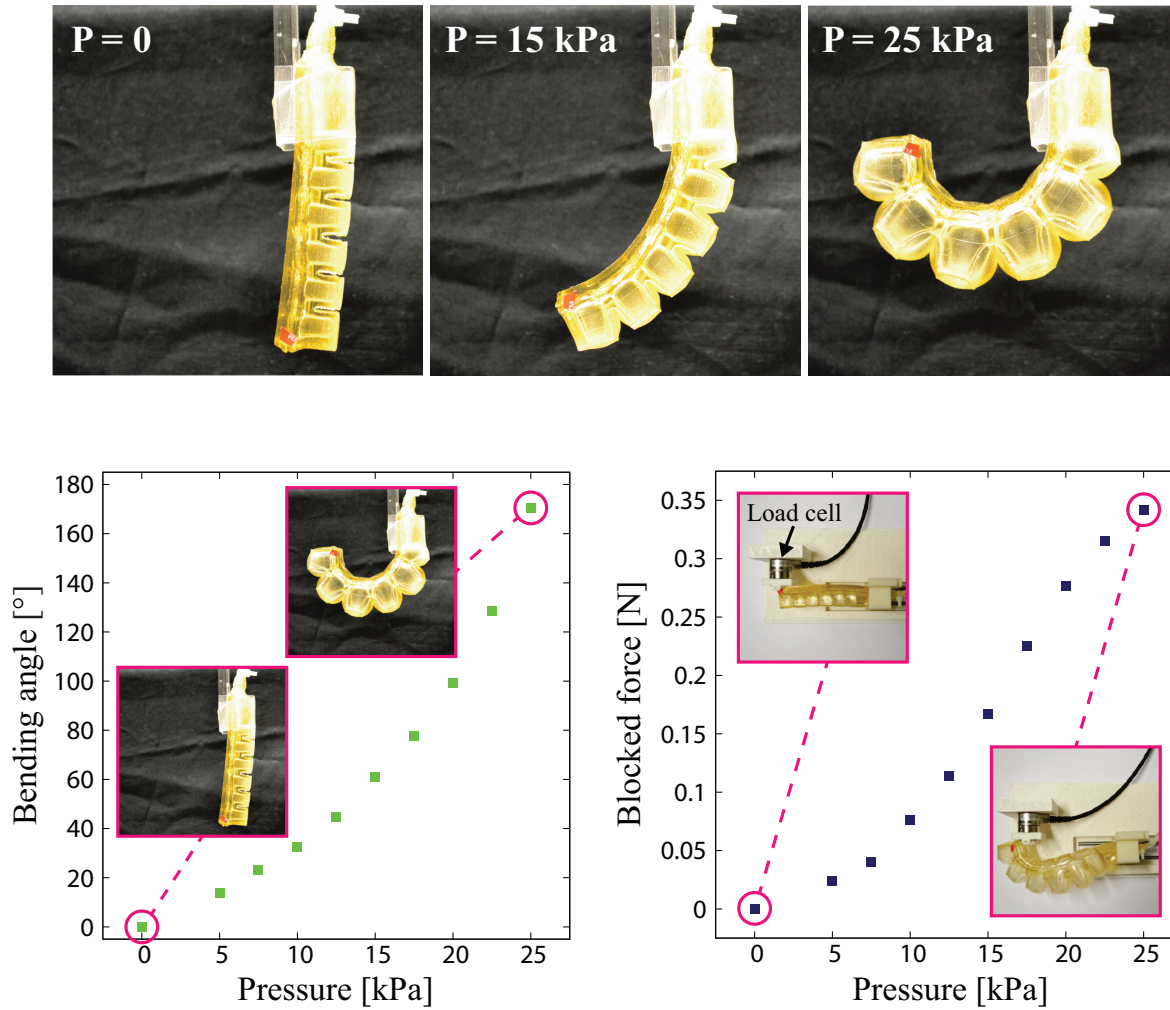 P = 0
P = 15 kPa
P = 25 kPa
180
160
140
120
100
80
60
40
20
0
Bending angle [°]
0 5 10 15 20 25
Pressure [kPa]
0.35
0.3
0.25
0.2
0.15
0.1
0.05
0
Blocked force [N]
Load cell
0 5 10 15 20 25
Pressure [kPa]